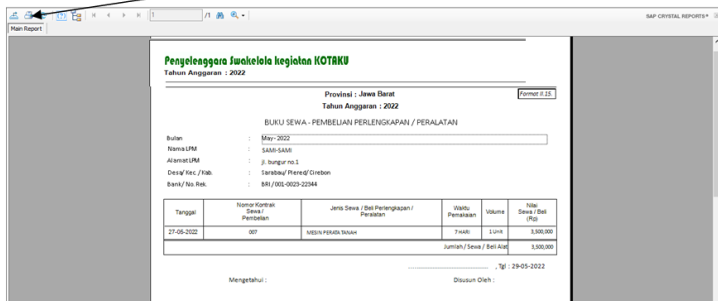 1 /1 SAP CRYSTAL REPORTS®
Main Report
Penyelenggara Swakelola kegiatan KOTAKU
Tahun Anggaran : 2022
Provinsi : Jawa Barat Format II.15.
Tahun Anggaran : 2022
BUKU SEWA - PEMBELIAN PERLENGKAPAN / PERALATAN
Bulan : May-2022
Nama LPM : SAMI-SAMI
Alamat LPM : jl. bungur no.1
Desa/ Kec. / Kab. : Sarabau/ Plered/ Cirebon
Bank/ No. Rek. : BRI / 001-0023-22344
Tanggal Nomor Kontrak Sewa / Pembelian Jenis Sewa / Beli Perlengkapan / Peralatan Waktu Pemakaian Volume Nilai Sewa / Beli (Rp)
27-05-2022 007 MESIN PERATA TANAH 7 HARI 1 Unit 3,500,000
Jumlah / Sewa / Beli Alat 3,500,000
................................ , Tgl : 29-05-2022
Mengetahui : Disusun Oleh :